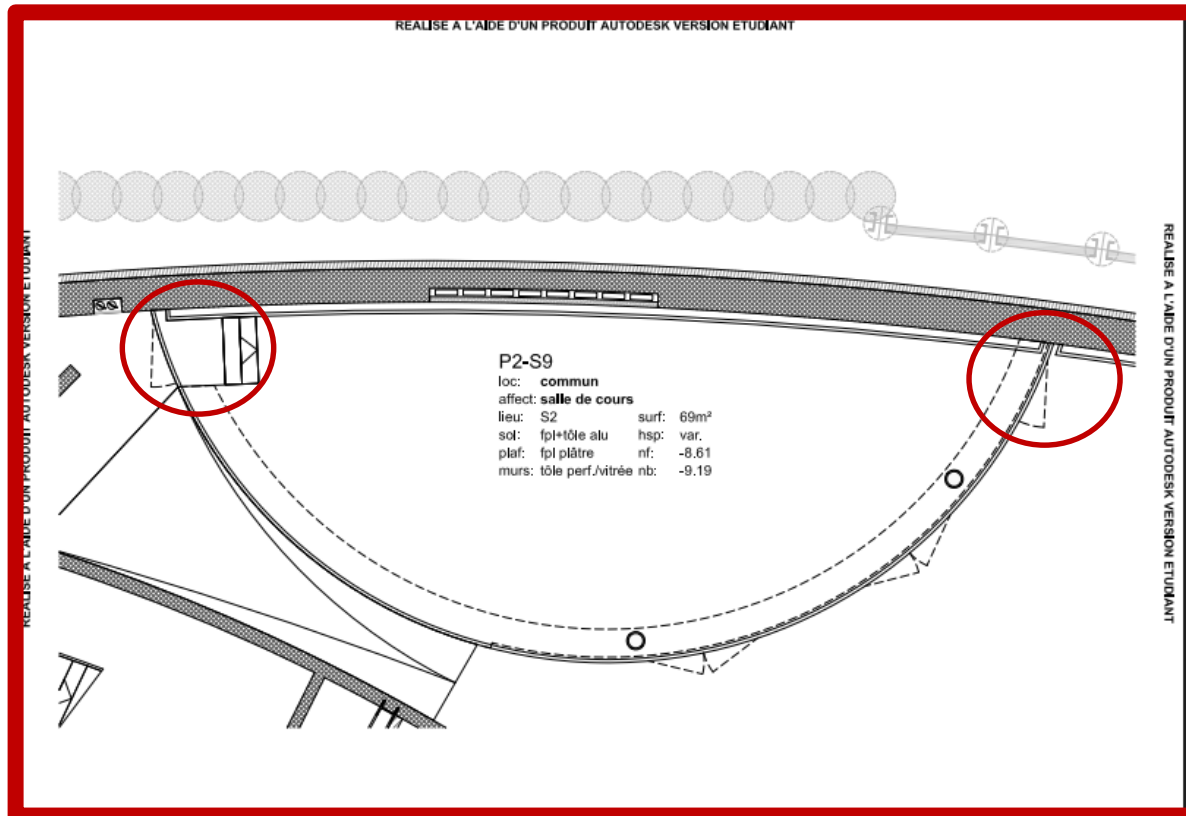 REALISE A L'AIDE D'UN PRODUIT AUTODESK VERSION ETUDIANT
REALISE A L'AIDE D'UN PRODUIT AUTODESK VERSION ETUDIANT
REALISE A L'AIDE D'UN PRODUIT AUTODESK VERSION ETUDIANT
P2-S9
loc: commun
affect: salle de cours
lieu: S2 surf: 69m²
sol: fpl+tôle alu hsp: var.
plaf: fpl plâtre nf: -8.61
murs: tôle perf./vitrée nb: -9.19